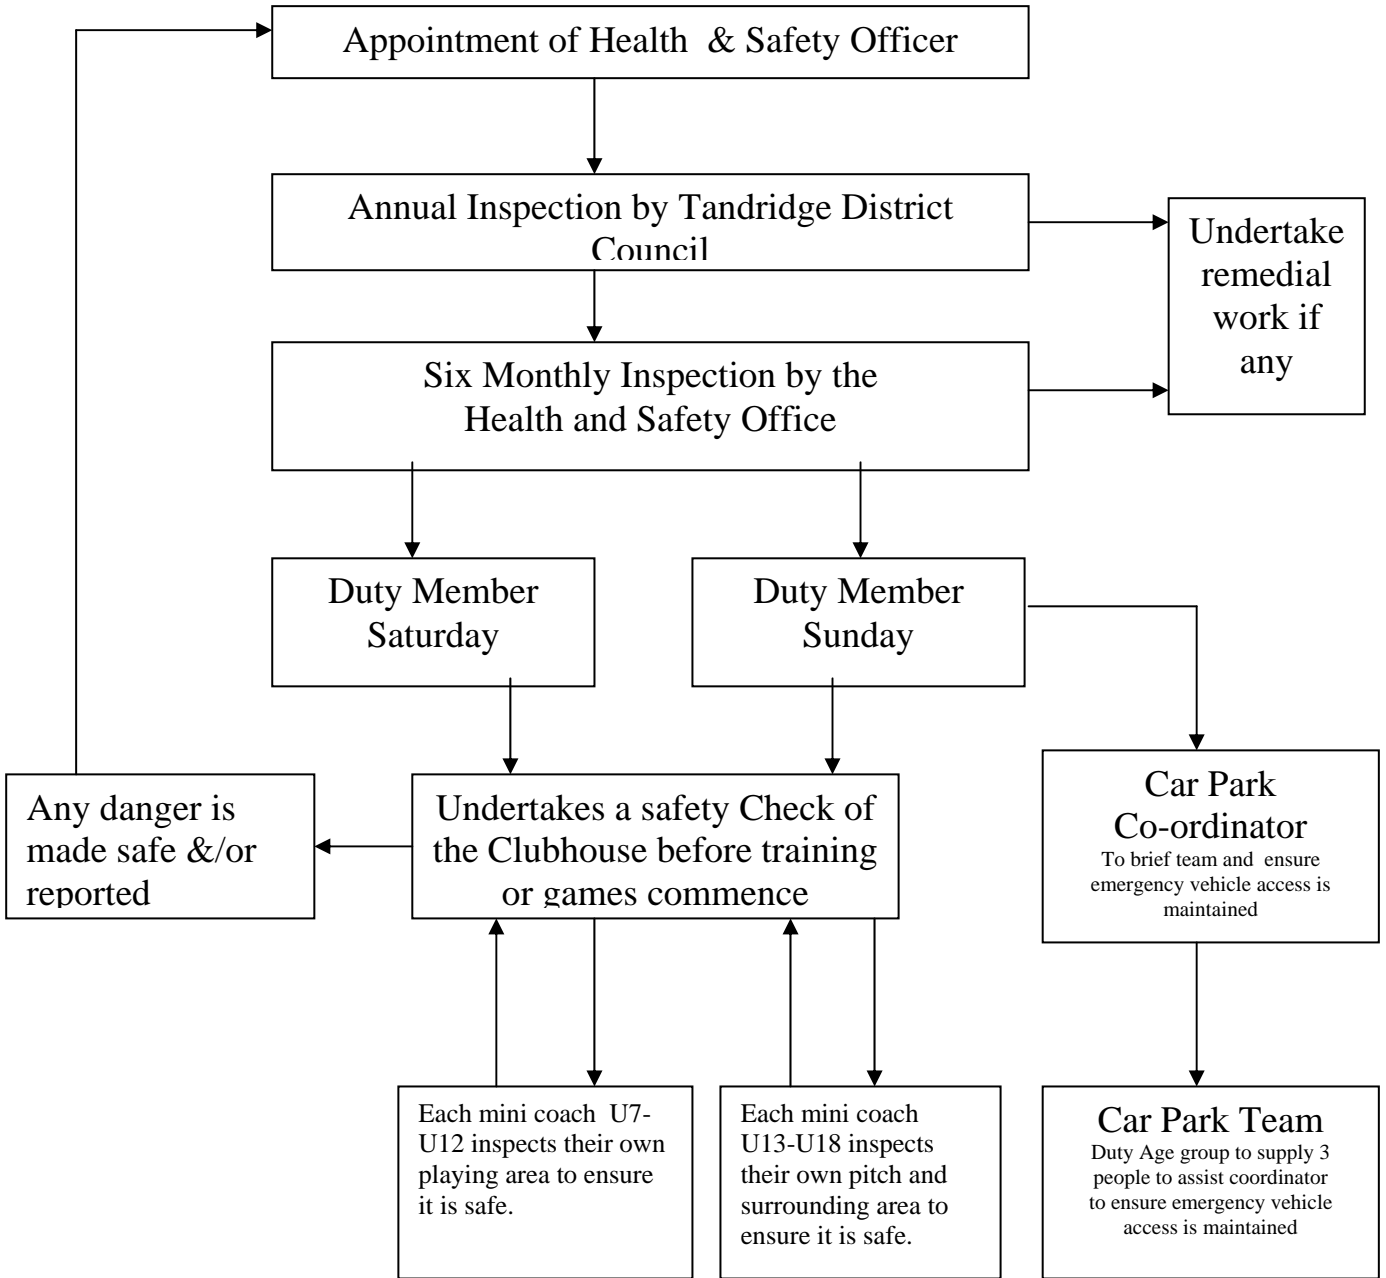 Appointment of Health & Safety Officer
Annual Inspection by Tandridge District
Council
Undertake
remedial
work if
any
Six Monthly Inspection by the
Health and Safety Office
Duty Member
Saturday
Duty Member
Sunday
Any danger is
made safe &/or
reported
Undertakes a safety Check of
the Clubhouse before training
or games commence
Car Park
Co-ordinator
To brief team and ensure
emergency vehicle access is
maintained
Each mini coach U7-
U12 inspects their own
playing area to ensure
it is safe.
Each mini coach
U13-U18 inspects
their own pitch and
surrounding area to
ensure it is safe.
Car Park Team
Duty Age group to supply 3
people to assist coordinator
to ensure emergency vehicle
access is maintained